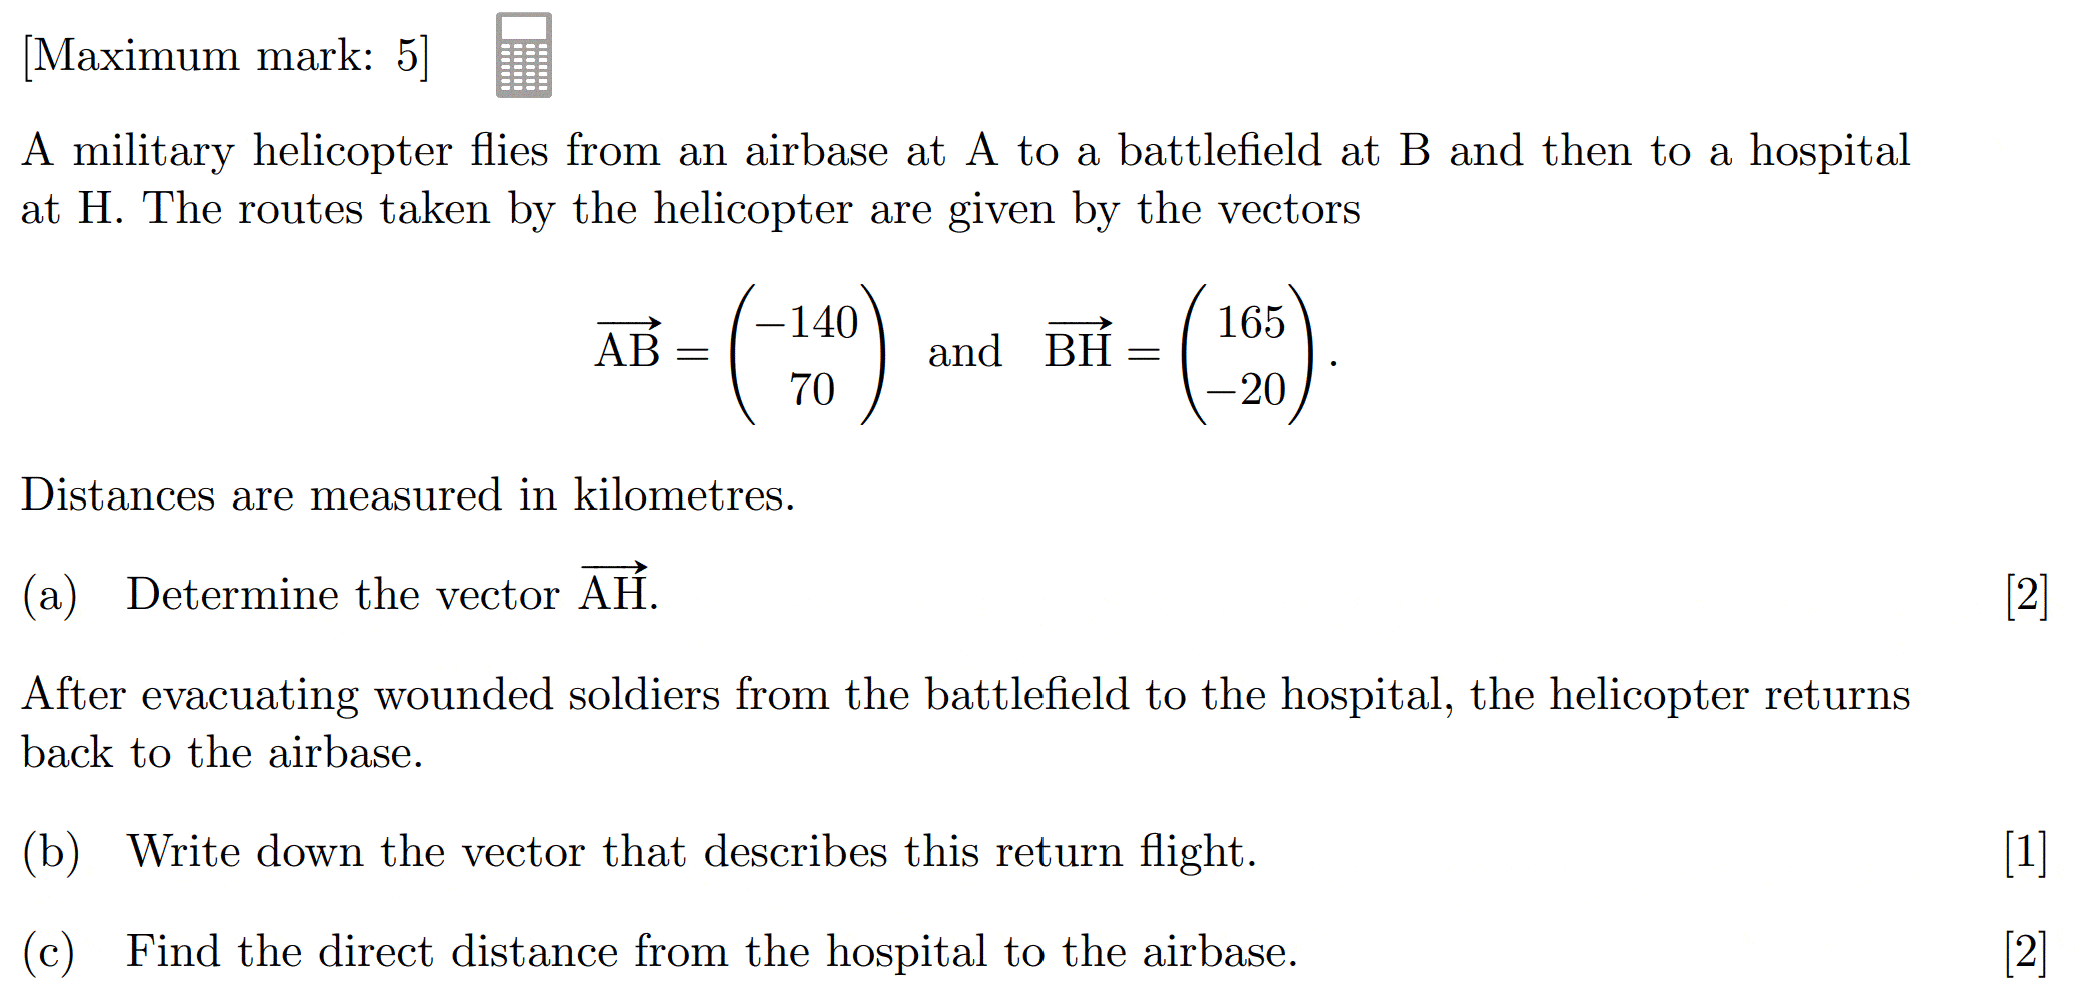 [Maximum mark: 5]
A military helicopter flies from an airbase at A to a battlefield at B and then to a hospital
at H. The routes taken by the helicopter are given by the vectors
$\overrightarrow{AB} = \begin{pmatrix} -140 \\ 70 \end{pmatrix}$ and $\overrightarrow{BH} = \begin{pmatrix} 165 \\ -20 \end{pmatrix}$.
Distances are measured in kilometres.
(a) Determine the vector $\overrightarrow{AH}$. [2]
After evacuating wounded soldiers from the battlefield to the hospital, the helicopter returns
back to the airbase.
(b) Write down the vector that describes this return flight. [1]
(c) Find the direct distance from the hospital to the airbase. [2]